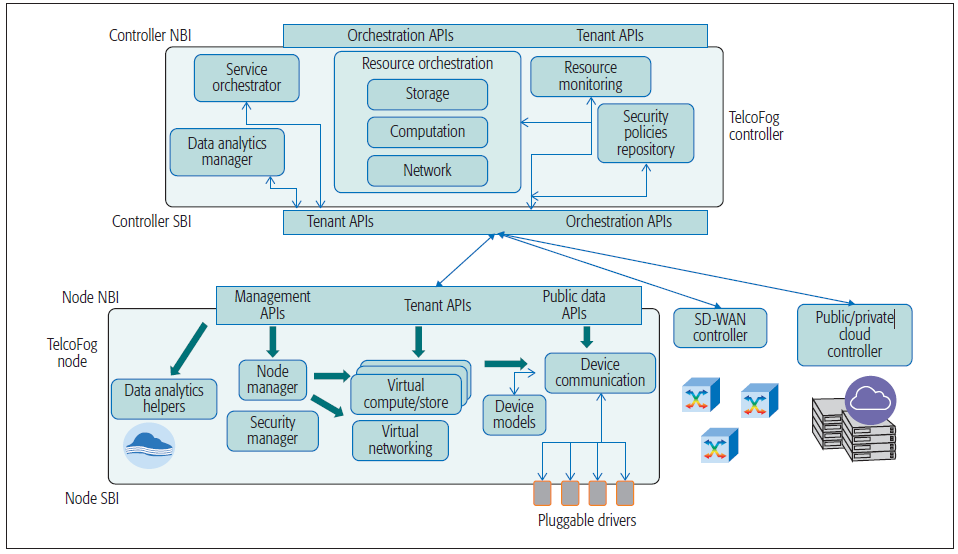 Controller NBI
Orchestration APIs
Tenant APIs
Service
orchestrator
Resource orchestration
Storage
Computation
Network
Resource
monitoring
Security
policies
repository
TelcoFog
controller
Data analytics
manager
Controller SBI
Tenant APIs
Orchestration APIs
Node NBI
Management
APIs
Tenant APIs
Public data
APIs
TelcoFog
node
SD-WAN
controller
Public/private
cloud
controller
Data analytics
helpers
Node
manager
Security
manager
Virtual
compute/store
Virtual
networking
Device
models
Device
communication
Node SBI
Pluggable drivers